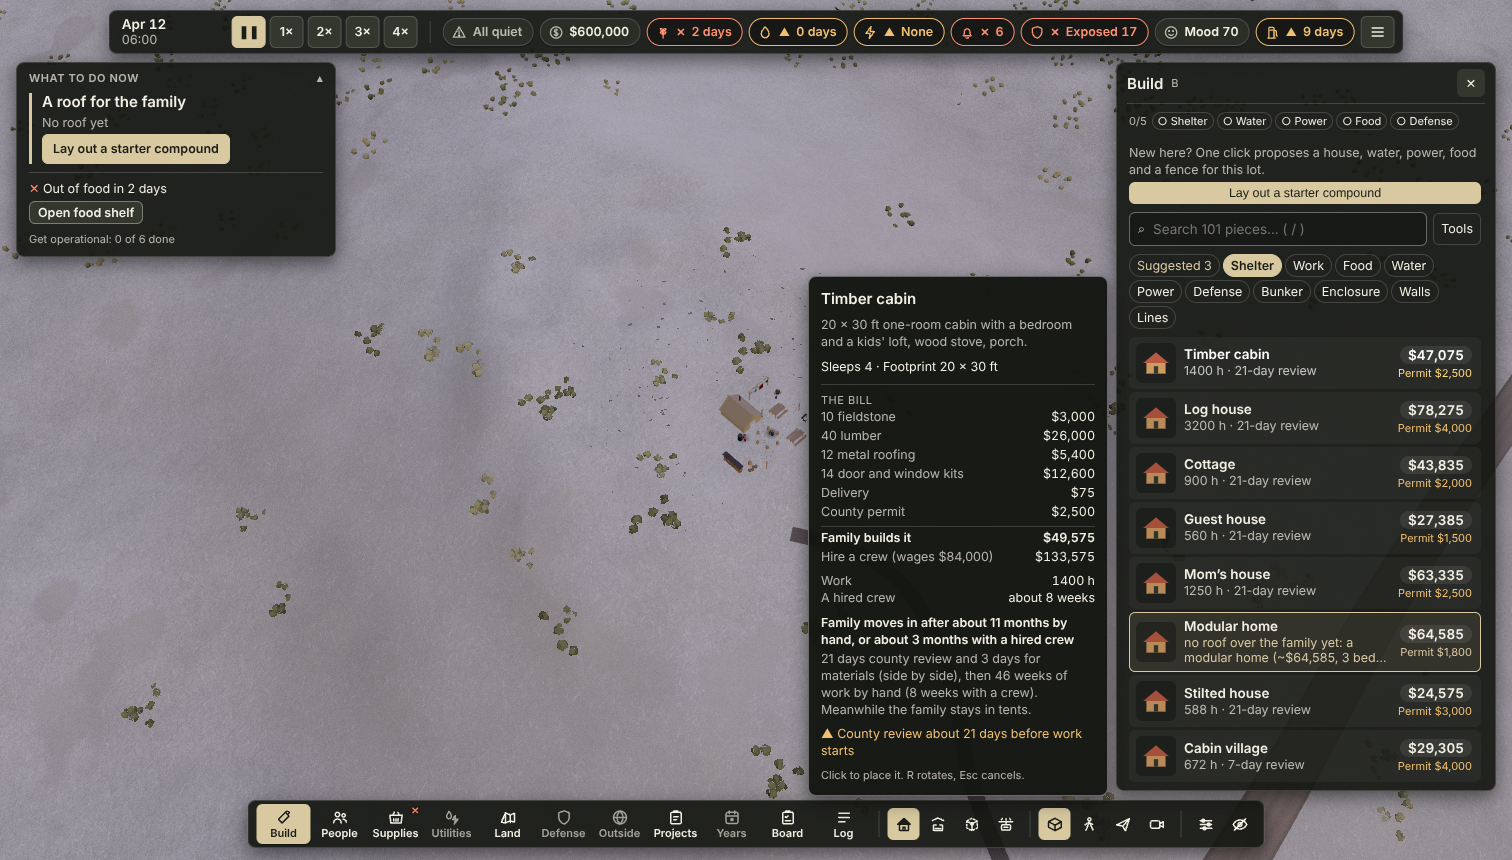 Apr 12
06:00
1×
2×
3×
4×
All quiet
$600,000
× 2 days
0 days
None
× 6
× Exposed 17
Mood 70
9 days
WHAT TO DO NOW
A roof for the family
No roof yet
Lay out a starter compound
× Out of food in 2 days
Open food shelf
Get operational: 0 of 6 done
Build B
×
0/5 Shelter Water Power Food Defense
New here? One click proposes a house, water, power, food
and a fence for this lot.
Lay out a starter compound
Search 101 pieces... ( / )
Tools
Suggested 3 Shelter Work Food Water
Power Defense Bunker Enclosure Walls
Lines
Timber cabin
1400 h · 21-day review
$47,075
Permit $2,500
Log house
3200 h · 21-day review
$78,275
Permit $4,000
Cottage
900 h · 21-day review
$43,835
Permit $2,000
Guest house
560 h · 21-day review
$27,385
Permit $1,500
Mom's house
1250 h · 21-day review
$63,335
Permit $2,500
Modular home
no roof over the family yet: a
modular home (~$64,585, 3 bed...
$64,585
Permit $1,800
Stilted house
588 h · 21-day review
$24,575
Permit $3,000
Cabin village
672 h · 7-day review
$29,305
Permit $4,000
Timber cabin
20 × 30 ft one-room cabin with a bedroom
and a kids' loft, wood stove, porch.
Sleeps 4 · Footprint 20 × 30 ft
THE BILL
10 fieldstone $3,000
40 lumber $26,000
12 metal roofing $5,400
14 door and window kits $12,600
Delivery $75
County permit $2,500
Family builds it $49,575
Hire a crew (wages $84,000) $133,575
Work 1400 h
A hired crew about 8 weeks
Family moves in after about 11 months by
hand, or about 3 months with a hired crew
21 days county review and 3 days for
materials (side by side), then 46 weeks of
work by hand (8 weeks with a crew).
Meanwhile the family stays in tents.
County review about 21 days before work
starts
Click to place it. R rotates, Esc cancels.
Build
People
Supplies
×
Utilities
Land
Defense
Outside
Projects
Years
Board
Log